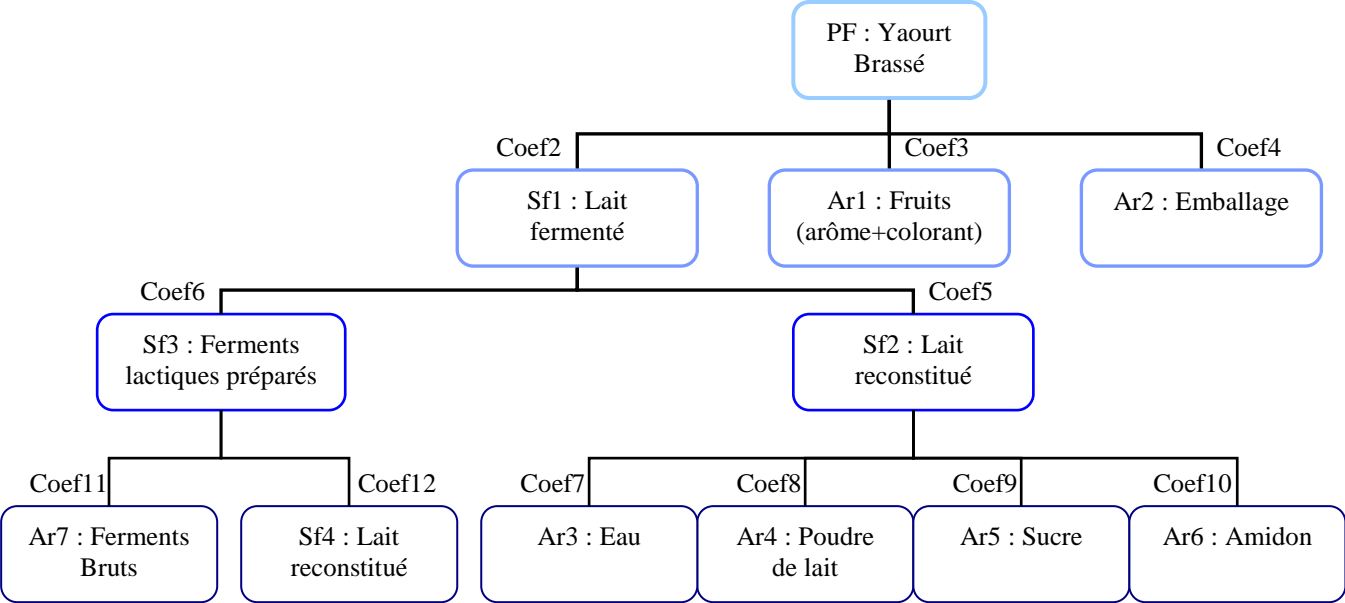 PF : Yaourt
Brassé
Coef2
Coef3
Coef4
Sf1 : Lait
fermenté
Ar1 : Fruits
(arôme+colorant)
Ar2 : Emballage
Coef6
Coef5
Sf3 : Ferments
lactiques préparés
Sf2 : Lait
reconstitué
Coef11
Coef12
Coef7
Coef8
Coef9
Coef10
Ar7 : Ferments
Bruts
Sf4 : Lait
reconstitué
Ar3 : Eau
Ar4 : Poudre
de lait
Ar5 : Sucre
Ar6 : Amidon